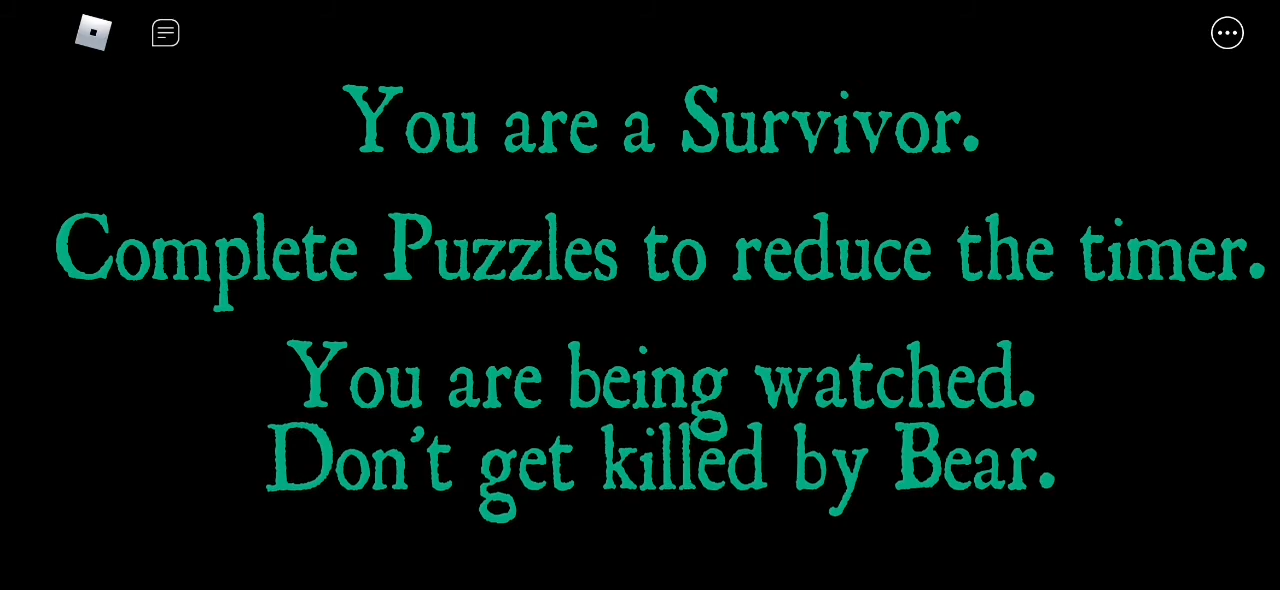 You are a Survivor.
Complete Puzzles to reduce the timer.
You are being watched.
Don't get killed by Bear.